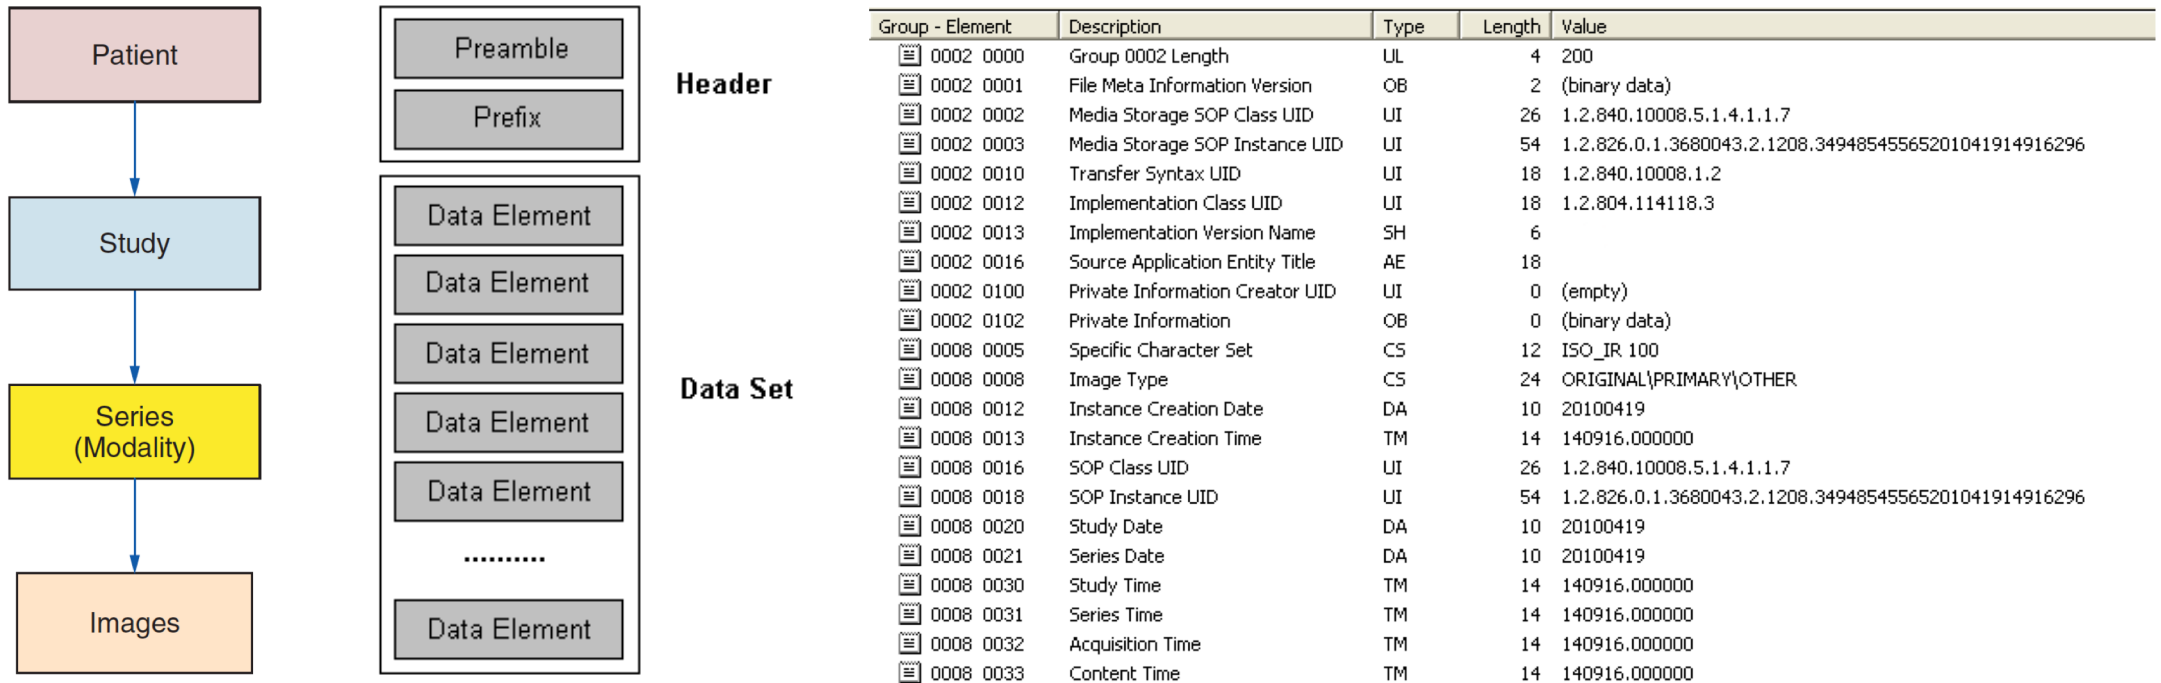 Patient
Study
Series
(Modality)
Images
Preamble
Prefix
Header
Data Element
Data Element
Data Element
Data Element
Data Element
..........
Data Element
Data Set
Group - Element Description Type Length Value
0002 0000 Group 0002 Length UL 4 200
0002 0001 File Meta Information Version OB 2 (binary data)
0002 0002 Media Storage SOP Class UID UI 26 1.2.840.10008.5.1.4.1.1.7
0002 0003 Media Storage SOP Instance UID UI 54 1.2.826.0.1.3680043.2.1208.34948545565201041914916296
0002 0010 Transfer Syntax UID UI 18 1.2.840.10008.1.2
0002 0012 Implementation Class UID UI 18 1.2.804.114118.3
0002 0013 Implementation Version Name SH 6
0002 0016 Source Application Entity Title AE 18
0002 0100 Private Information Creator UID UI 0 (empty)
0002 0102 Private Information OB 0 (binary data)
0008 0005 Specific Character Set CS 12 ISO_IR 100
0008 0008 Image Type CS 24 ORIGINAL\PRIMARY\OTHER
0008 0012 Instance Creation Date DA 10 20100419
0008 0013 Instance Creation Time TM 14 140916.000000
0008 0016 SOP Class UID UI 26 1.2.840.10008.5.1.4.1.1.7
0008 0018 SOP Instance UID UI 54 1.2.826.0.1.3680043.2.1208.34948545565201041914916296
0008 0020 Study Date DA 10 20100419
0008 0021 Series Date DA 10 20100419
0008 0030 Study Time TM 14 140916.000000
0008 0031 Series Time TM 14 140916.000000
0008 0032 Acquisition Time TM 14 140916.000000
0008 0033 Content Time TM 14 140916.000000